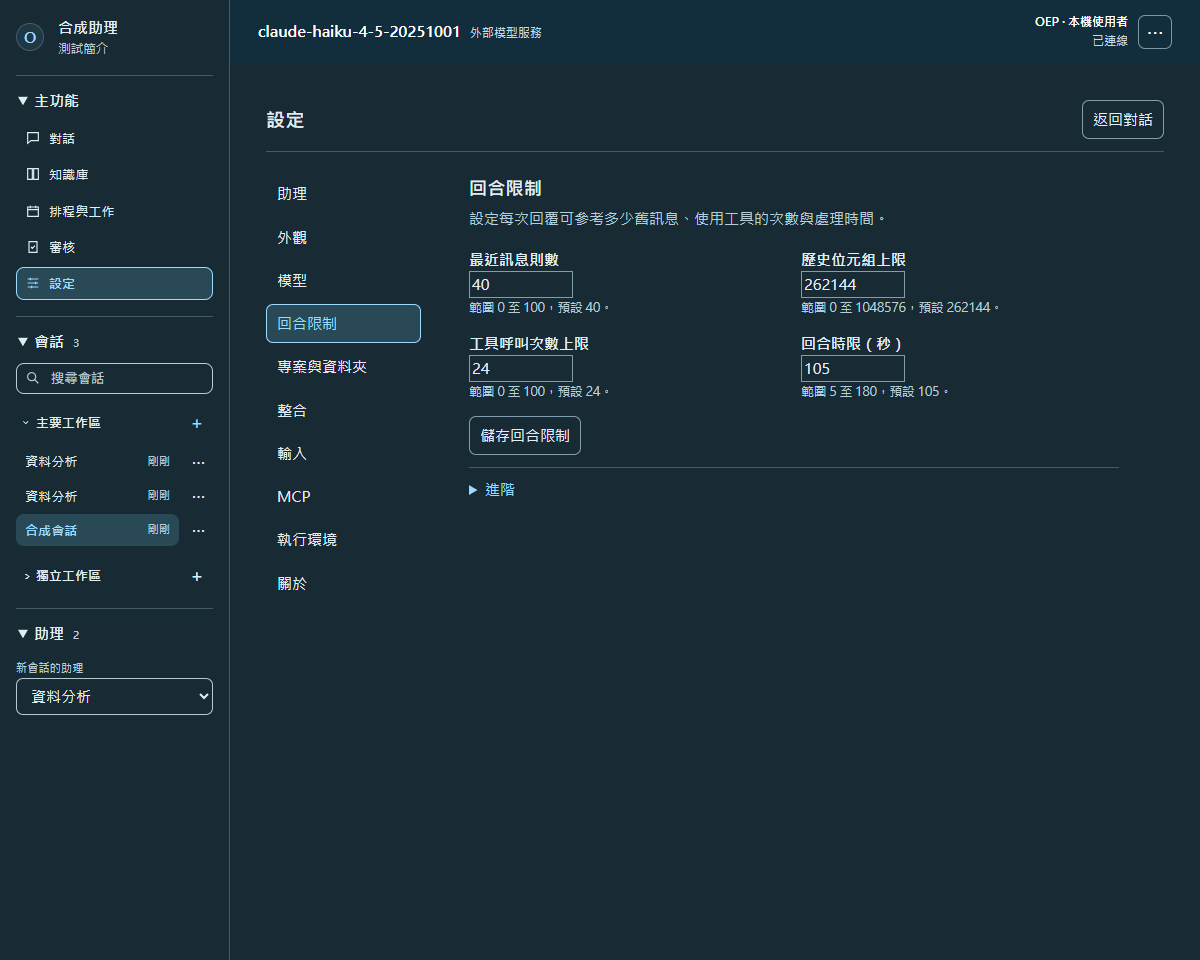 O
合成助理
測試簡介
▼ 主功能
對話
知識庫
排程與工作
審核
設定
▼ 會話 3
搜尋會話
主要工作區 +
資料分析 剛剛 ...
資料分析 剛剛 ...
合成會話 剛剛 ...
獨立工作區 +
▼ 助理 2
新會話的助理
資料分析
claude-haiku-4-5-20251001 外部模型服務
OEP · 本機使用者
已連線
...
設定
返回對話
助理
外觀
模型
回合限制
專案與資料夾
整合
輸入
MCP
執行環境
關於
回合限制
設定每次回覆可參考多少舊訊息、使用工具的次數與處理時間。
最近訊息則數
40
範圍 0 至 100，預設 40。
歷史位元組上限
262144
範圍 0 至 1048576，預設 262144。
工具呼叫次數上限
24
範圍 0 至 100，預設 24。
回合時限（秒）
105
範圍 5 至 180，預設 105。
儲存回合限制
▶ 進階